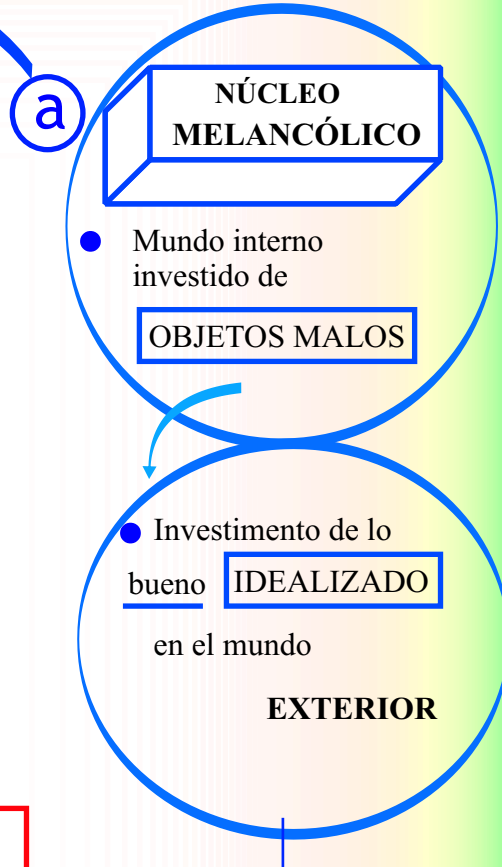 a
NÚCLEO
MELANCÓLICO
Mundo interno
investido de
OBJETOS MALOS
Investimento de lo
bueno IDEALIZADO
en el mundo
EXTERIOR